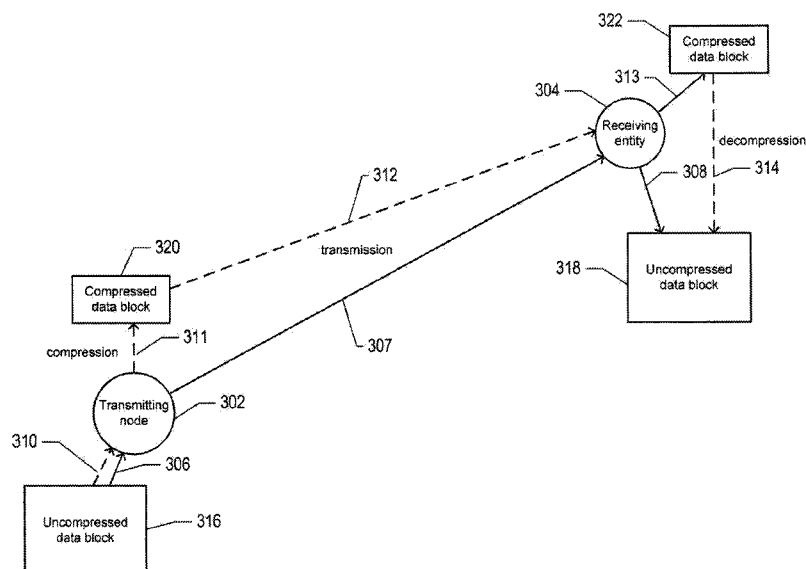 322
Compressed
data block
313
304
Receiving
entity
decompression
308
314
312
320
transmission
318
Uncompressed
data block
Compressed
data block
311
307
compression
Transmitting
node
302
310
306
Uncompressed
data block
316